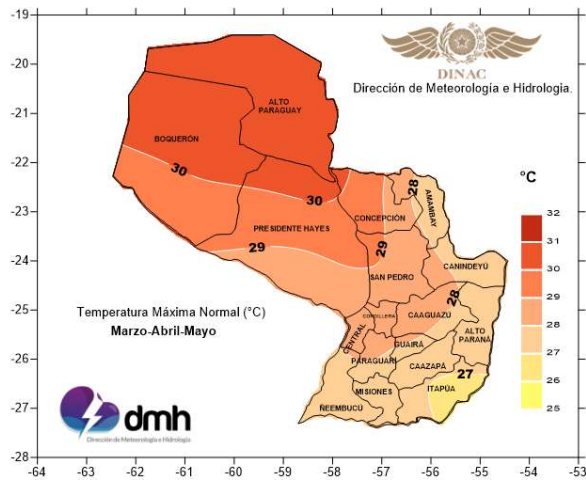 -19
-20
-21
-22
-23
-24
-25
-26
-27
-28
-64
-63
-62
-61
-60
-59
-58
-57
-56
-55
-54
-53
DINAC
Dirección de Meteorología e Hidrologia.
ALTO
PARAGUAY
BOQUERÓN
30
30
28
AMAMBAY
CONCEPCIÓN
PRESIDENTE HAYES
29
29
SAN PEDRO
CANINDEYÚ
28
CORDILLERA
CAAGUAZÚ
CENTRAL
GUAIRÁ
ALTO
PARANÁ
PARAGUARÍ
CAAZAPÁ
27
MISIONES
ITAPÚA
ÑEEMBUCÚ
Temperatura Máxima Normal (°C)
Marzo-Abril-Mayo
dmh
Dirección de Meteorología e Hidrología
°C
32
31
30
29
28
27
26
25